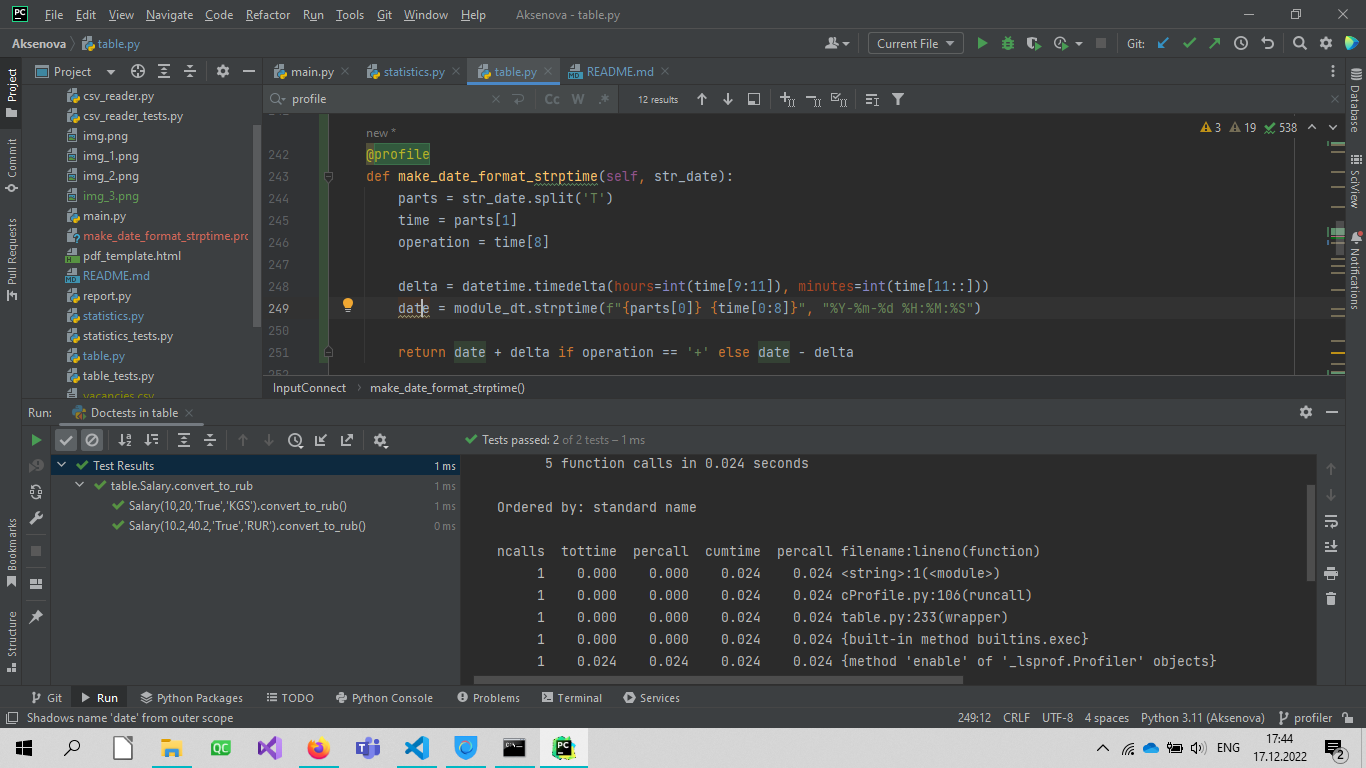 PC File Edit View Navigate Code Refactor Run Tools Git Window Help Aksenova - table.py
Aksenova table.py Current File Git:
Project main.py statistics.py table.py README.md
profile Cc W .* 12 results
Project
Commit
Pull Requests
Bookmarks
Structure
csv_reader.py
csv_reader_tests.py
img.png
img_1.png
img_2.png
img_3.png
main.py
make_date_format_strptime.prc
pdf_template.html
README.md
report.py
statistics.py
statistics_tests.py
table.py
table_tests.py
vacancies.csv
3 19 538
new *
242 @profile
243 def make_date_format_strptime(self, str_date):
244 parts = str_date.split('T')
245 time = parts[1]
246 operation = time[8]
247
248 delta = datetime.timedelta(hours=int(time[9:11]), minutes=int(time[11::]))
249 date = module_dt.strptime(f"{parts[0]} {time[0:8]}", "%Y-%m-%d %H:%M:%S")
250
251 return date + delta if operation == '+' else date - delta
InputConnect make_date_format_strptime()
Database
SciView
Notifications
Run: Doctests in table
Tests passed: 2 of 2 tests – 1 ms
Test Results 1 ms
table.Salary.convert_to_rub 1 ms
Salary(10,20,'True','KGS').convert_to_rub() 1 ms
Salary(10.2,40.2,'True','RUR').convert_to_rub() 0 ms
5 function calls in 0.024 seconds
Ordered by: standard name
ncalls tottime percall cumtime percall filename:lineno(function)
1 0.000 0.000 0.024 0.024 <string>:1(<module>)
1 0.000 0.000 0.024 0.024 cProfile.py:106(runcall)
1 0.000 0.000 0.024 0.024 table.py:233(wrapper)
1 0.000 0.000 0.024 0.024 {built-in method builtins.exec}
1 0.024 0.024 0.024 0.024 {method 'enable' of '_lsprof.Profiler' objects}
Git Run Python Packages TODO Python Console Problems Terminal Services
Shadows name 'date' from outer scope 249:12 CRLF UTF-8 4 spaces Python 3.11 (Aksenova) profiler
QC PC ENG 17:44
17.12.2022 2